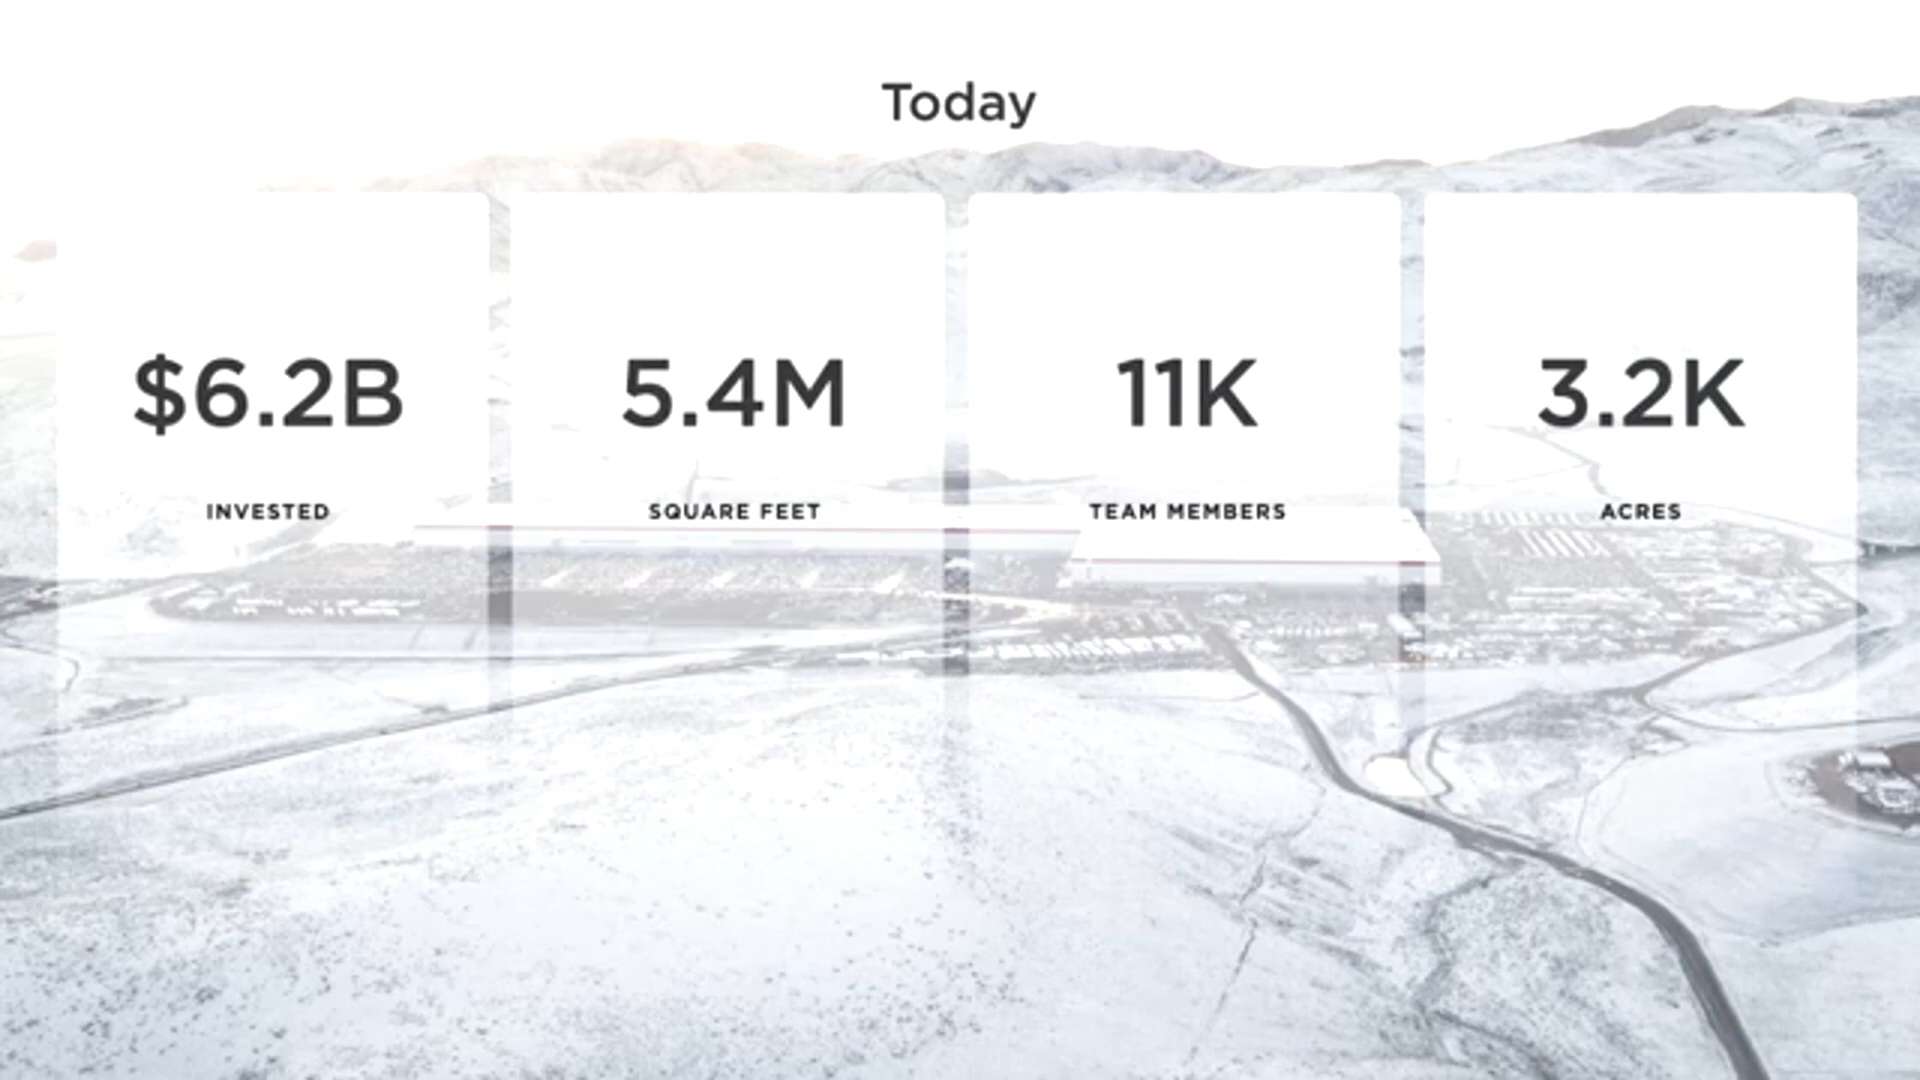 Today
$6.2B
INVESTED
5.4M
SQUARE FEET
11K
TEAM MEMBERS
3.2K
ACRES